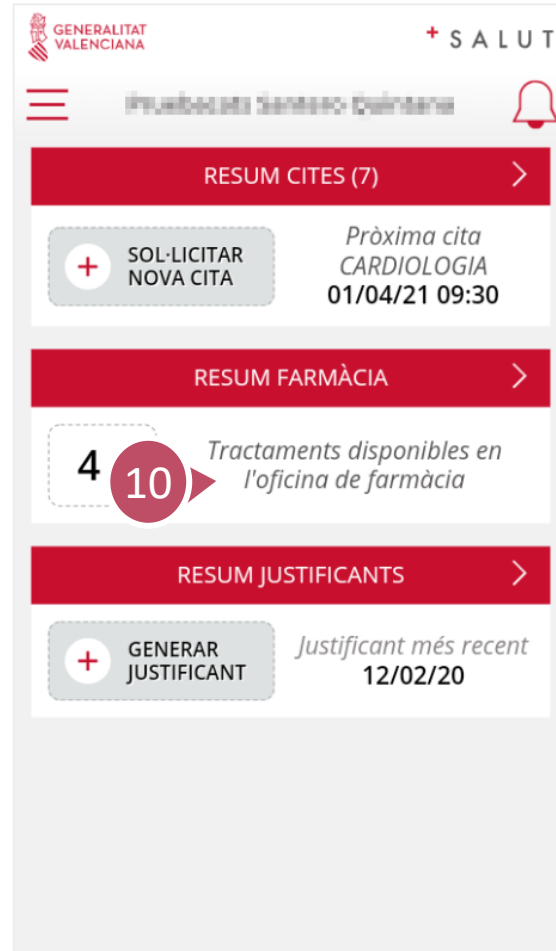 GENERALITAT
VALENCIANA
+ SALUT
RESUM CITES (7)
SOL·LICITAR
NOVA CITA
Pròxima cita
CARDIOLOGIA
01/04/21 09:30
RESUM FARMÀCIA
4
10
Tractaments disponibles en
l'oficina de farmàcia
RESUM JUSTIFICANTS
GENERAR
JUSTIFICANT
Justificant més recent
12/02/20